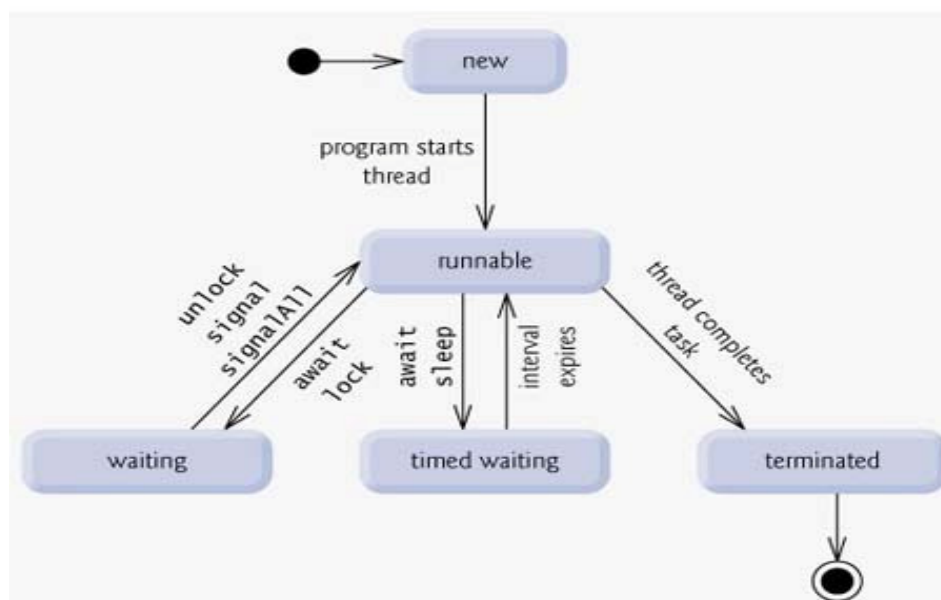 new
program starts
thread
runnable
unlock
signal
signalAll
await
lock
await
sleep
interval
expires
thread completes
task
waiting
timed waiting
terminated